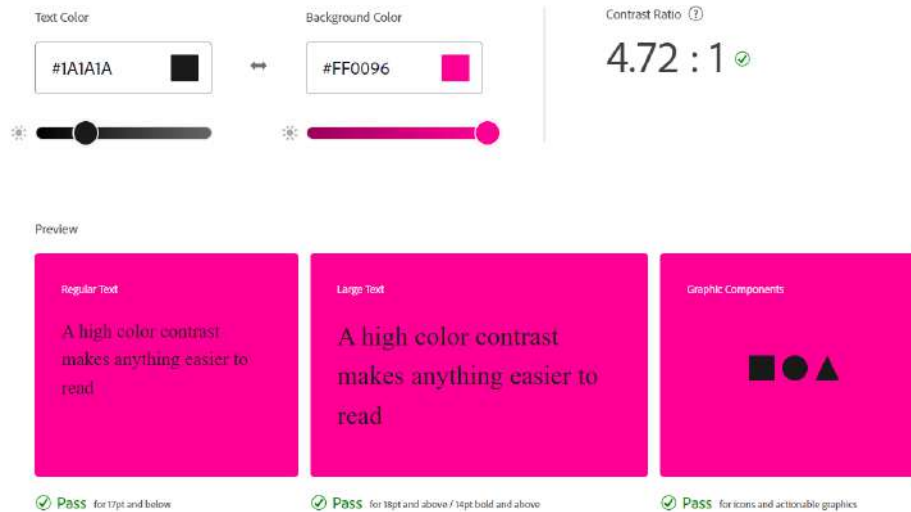 Text Color
Background Color
Contrast Ratio ?
#1A1A1A
#FF0096
4.72 : 1
Preview
Regular Text
A high color contrast
makes anything easier to
read
Large Text
A high color contrast
makes anything easier to
read
Graphic Components
Pass for 17pt and below
Pass for 18pt and above / 14pt bold and above
Pass for icons and actionable graphics